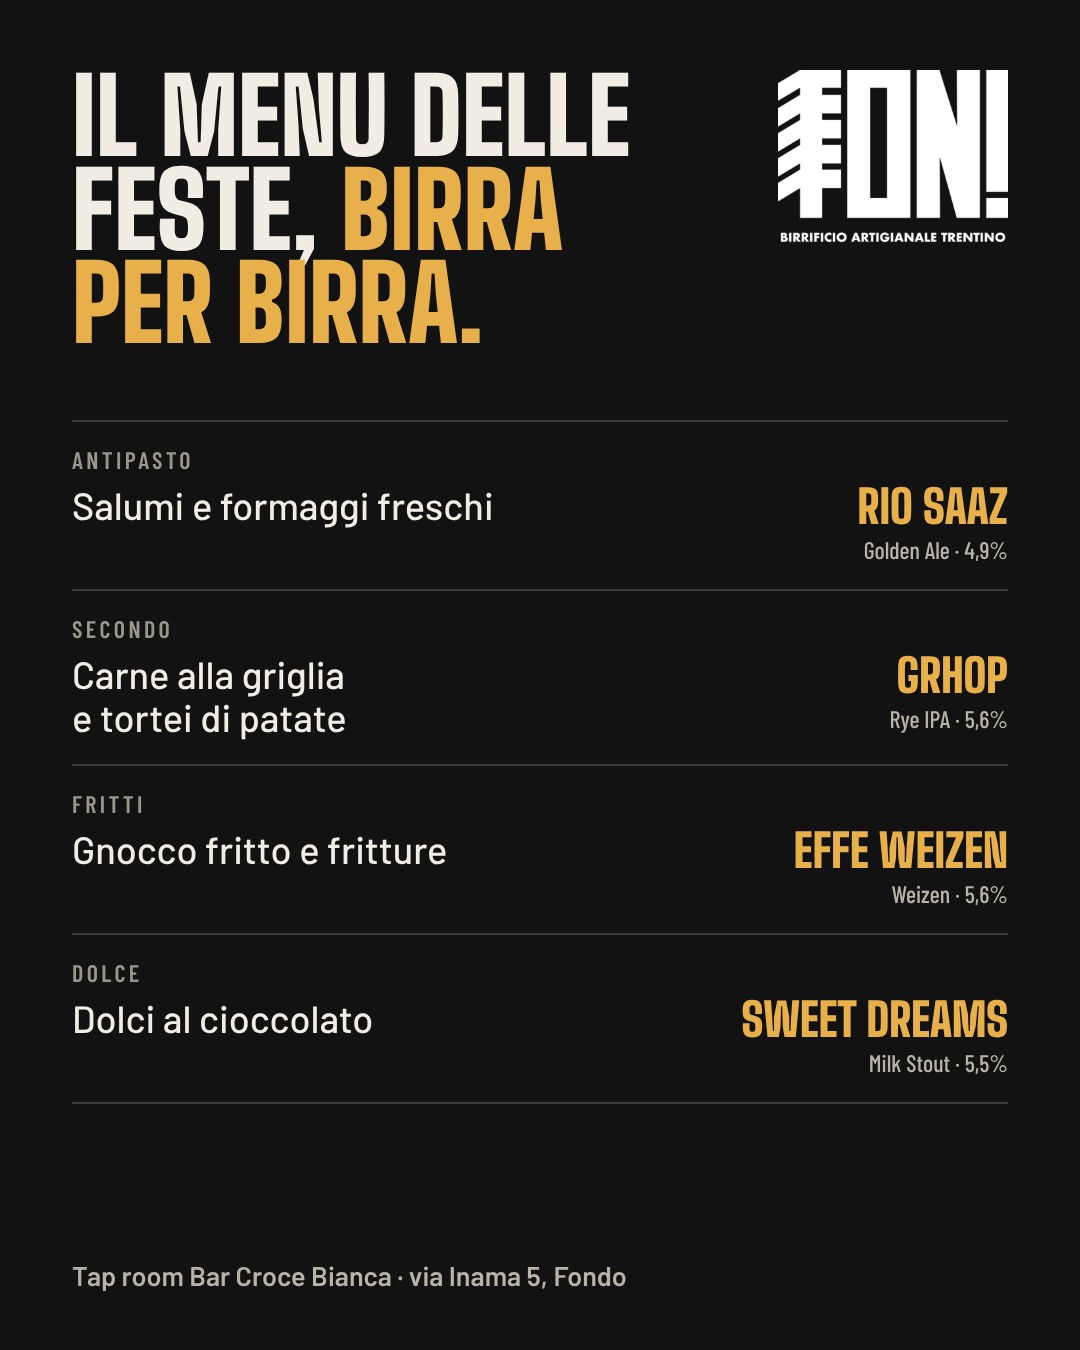 IL MENU DELLE
FESTE, BIRRA
PER BIRRA.
FON!
BIRRIFICIO ARTIGIANALE TRENTINO
ANTIPASTO
Salumi e formaggi freschi
RIO SAAZ
Golden Ale · 4,9%
SECONDO
Carne alla griglia
e tortei di patate
GRHOP
Rye IPA · 5,6%
FRITTI
Gnocco fritto e fritture
EFFE WEIZEN
Weizen · 5,6%
DOLCE
Dolci al cioccolato
SWEET DREAMS
Milk Stout · 5,5%
Tap room Bar Croce Bianca · via Inama 5, Fondo